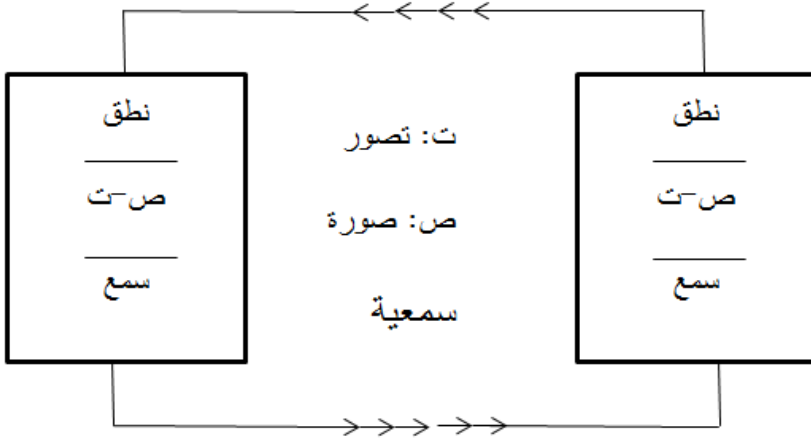 نطق
ص-ت
سمع
ت: تصور
ص: صورة
سمعية
نطق
ص-ت
سمع